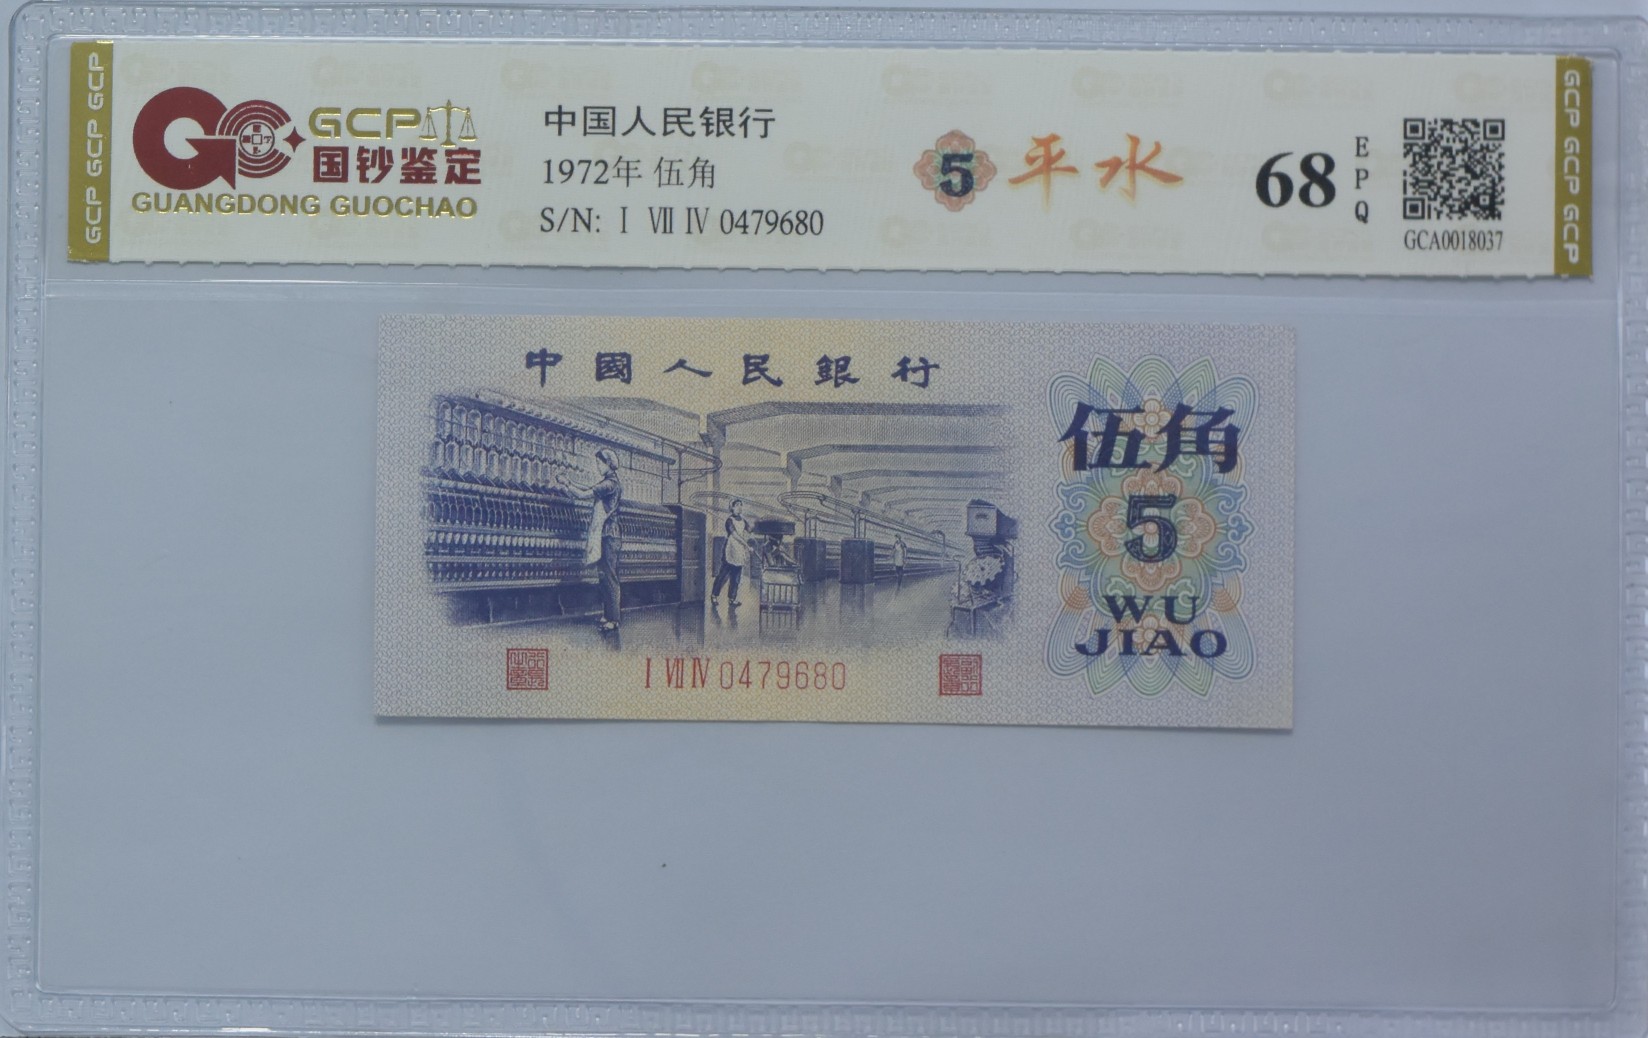 GCP GCP GCP
GCP
国钞鉴定
GUANGDONG GUOCHAO
中国人民银行
1972年 伍角
S/N: Ⅰ Ⅶ Ⅳ 0479680
5 平水
68
EPQ
GCA0018037
GCP GCP GCP
中國人民銀行
伍角
5
WU
JIAO
Ⅰ Ⅶ Ⅳ 0479680